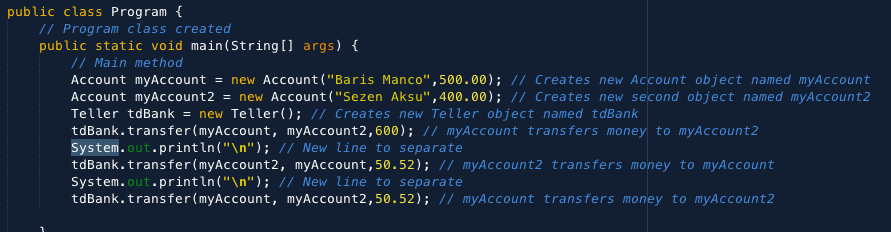 public class Program {
// Program class created
public static void main(String[] args) {
// Main method
Account myAccount = new Account("Baris Manco",500.00); // Creates new Account object named myAccount
Account myAccount2 = new Account("Sezen Aksu",400.00); // Creates new second object named myAccount2
Teller tdBank = new Teller(); // Creates new Teller object named tdBank
tdBank.transfer(myAccount, myAccount2,600); // myAccount transfers money to myAccount2
System.out.println("\n"); // New line to separate
tdBank.transfer(myAccount2, myAccount,50.52); // myAccount2 transfers money to myAccount
System.out.println("\n"); // New line to separate
tdBank.transfer(myAccount, myAccount2,50.52); // myAccount transfers money to myAccount2
}